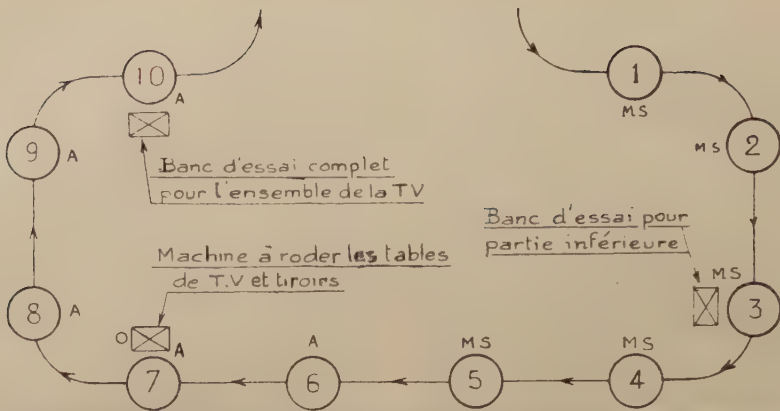 10
A
1
MS
9
A
2
MS
Banc d'essai complet
pour l'ensemble de la TV
Banc d'essai pour
partie inférieure
Machine à roder les tables
de T.V et tiroirs
MS
3
8
A
O
A
7
A
6
MS
5
MS
4